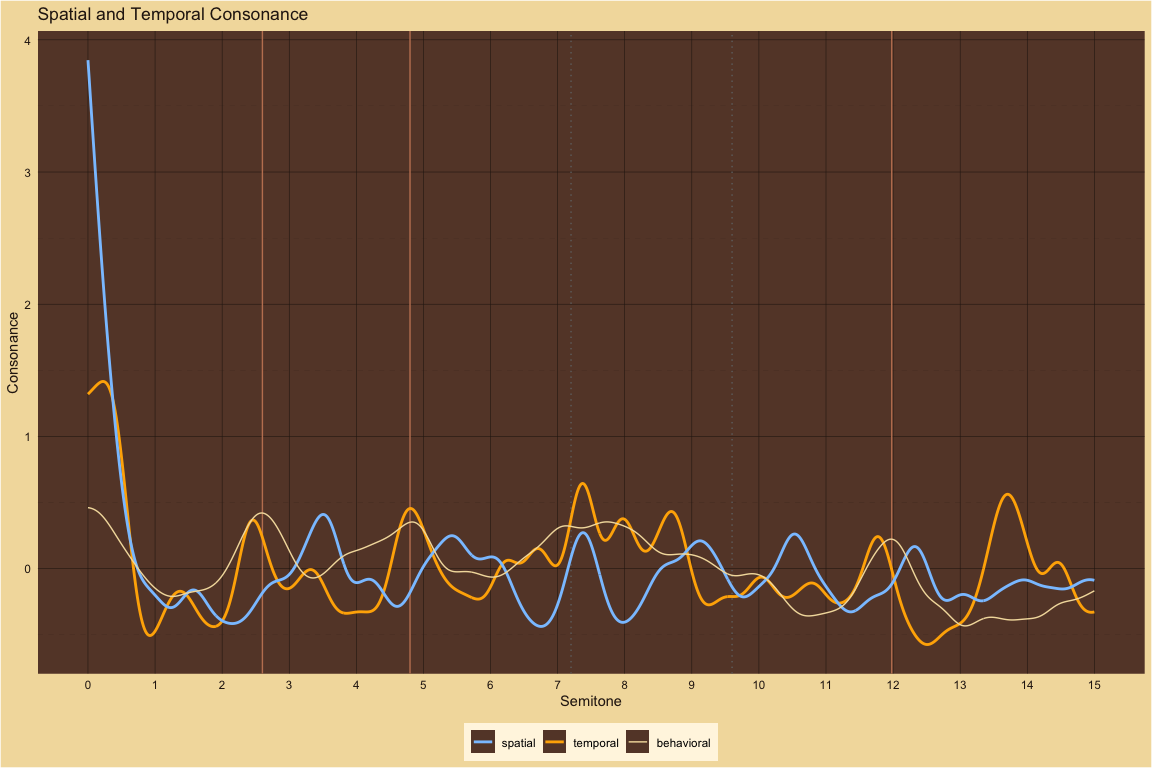 Spatial and Temporal Consonance
4
3
2
1
0
Consonance
0 1 2 3 4 5 6 7 8 9 10 11 12 13 14 15
Semitone
spatial temporal behavioral